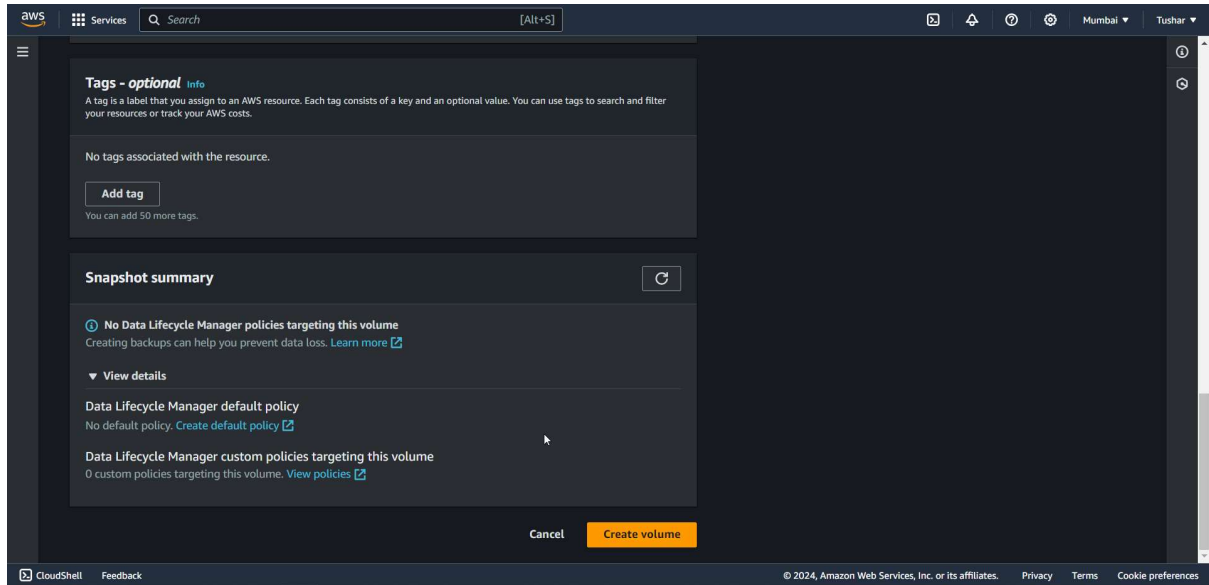 aws
Services
Search
[Alt+S]
Mumbai
Tushar
Tags - optional Info
A tag is a label that you assign to an AWS resource. Each tag consists of a key and an optional value. You can use tags to search and filter
your resources or track your AWS costs.
No tags associated with the resource.
Add tag
You can add 50 more tags.
Snapshot summary
No Data Lifecycle Manager policies targeting this volume
Creating backups can help you prevent data loss. Learn more
View details
Data Lifecycle Manager default policy
No default policy. Create default policy
Data Lifecycle Manager custom policies targeting this volume
0 custom policies targeting this volume. View policies
Cancel
Create volume
CloudShell
Feedback
© 2024, Amazon Web Services, Inc. or its affiliates.
Privacy
Terms
Cookie preferences